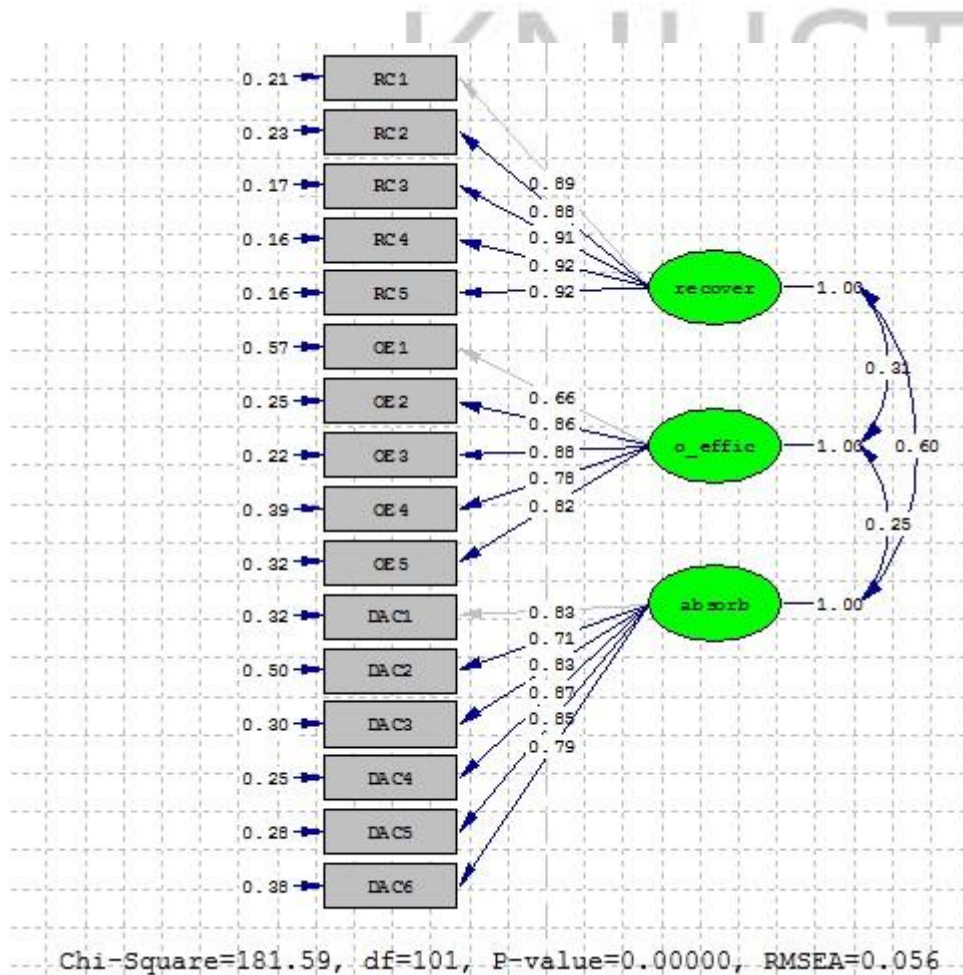 KNUST
0.21 RC1
0.23 RC2
0.17 RC3
0.16 RC4
0.16 RC5
0.57 OE1
0.25 OE2
0.22 OE3
0.39 OE4
0.32 OE5
0.32 DAC1
0.50 DAC2
0.30 DAC3
0.25 DAC4
0.28 DAC5
0.38 DAC6
0.89
0.88
0.91
0.92
0.92
0.66
0.86
0.88
0.78
0.82
0.83
0.71
0.83
0.87
0.85
0.79
recover 1.00
o_effic 1.00
absorb 1.00
0.31
0.60
0.25
Chi-Square=181.59, df=101, P-value=0.00000, RMSEA=0.056